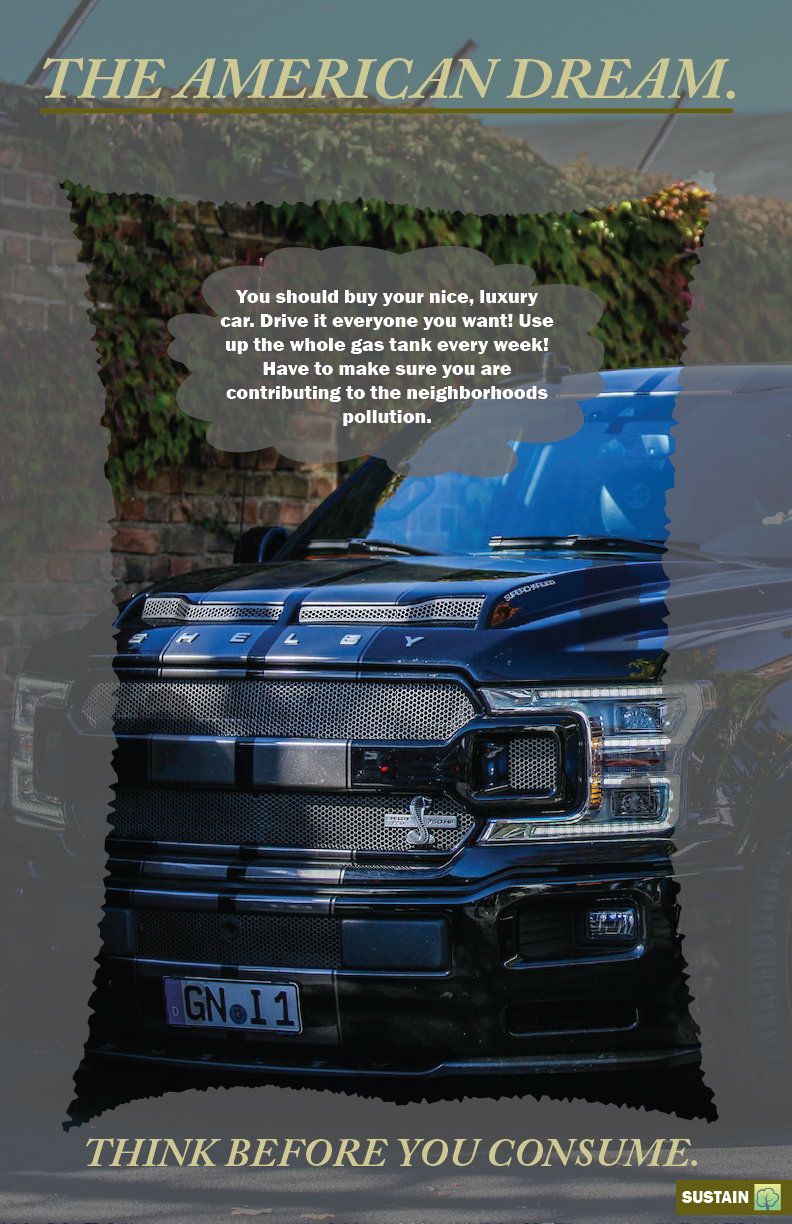 THE AMERICAN DREAM.
You should buy your nice, luxury
car. Drive it everyone you want! Use
up the whole gas tank every week!
Have to make sure you are
contributing to the neighborhoods
pollution.
SUPERCHARGED
SHELBY
GN I1
D
THINK BEFORE YOU CONSUME.
SUSTAIN